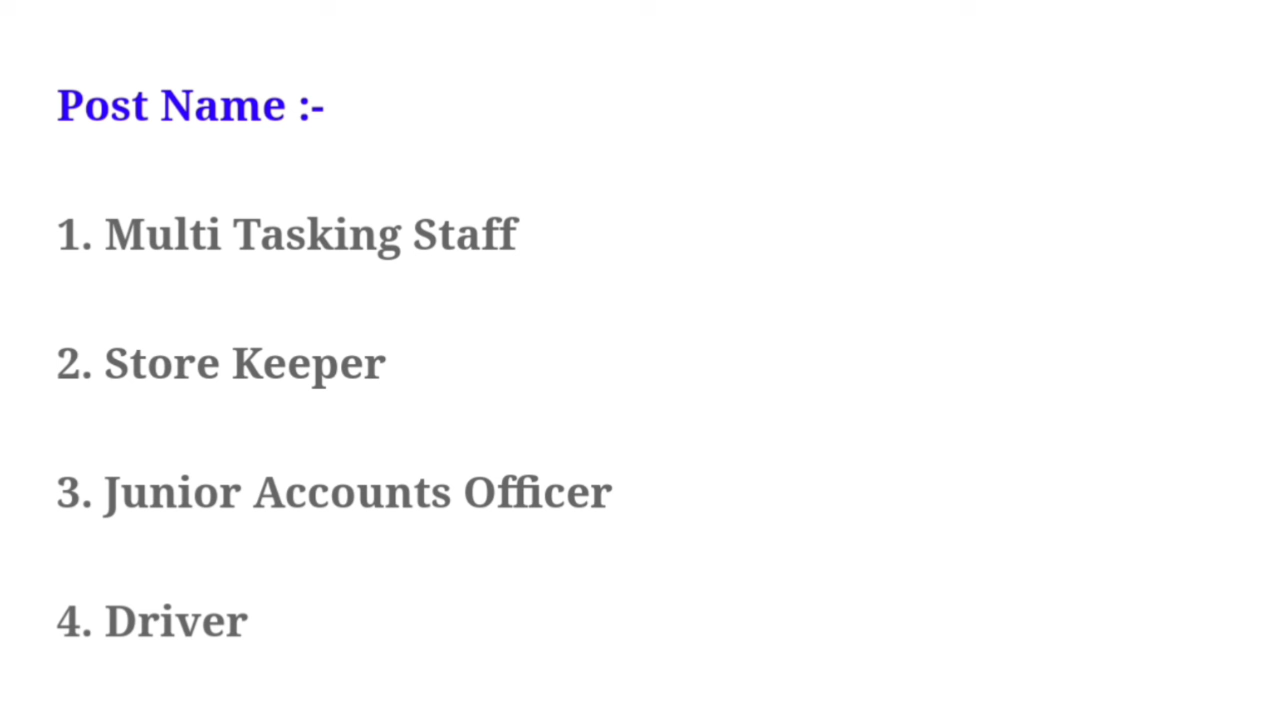 Post Name :-
1. Multi Tasking Staff
2. Store Keeper
3. Junior Accounts Officer
4. Driver